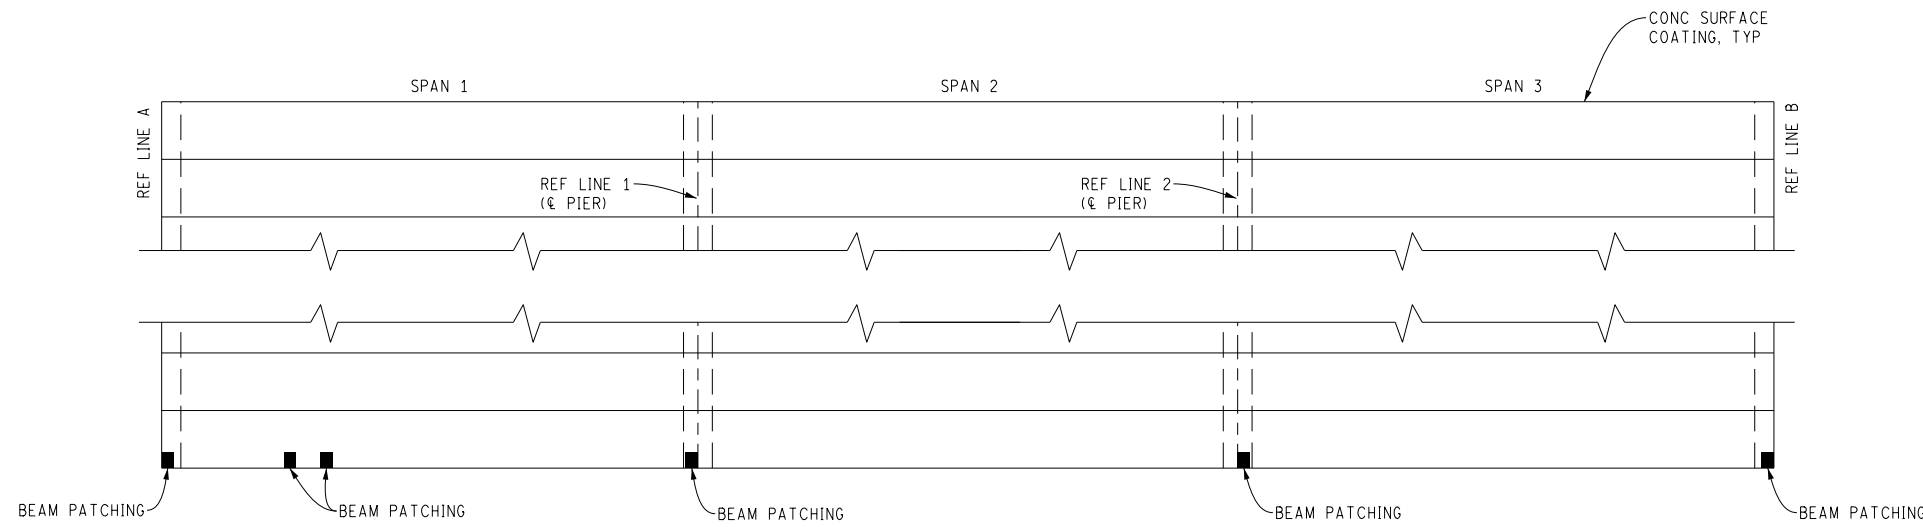 CONC SURFACE
COATING, TYP
SPAN 1
SPAN 2
SPAN 3
REF LINE A
REF LINE B
REF LINE 1
(℄ PIER)
REF LINE 2
(℄ PIER)
BEAM PATCHING
BEAM PATCHING
BEAM PATCHING
BEAM PATCHING
BEAM PATCHING